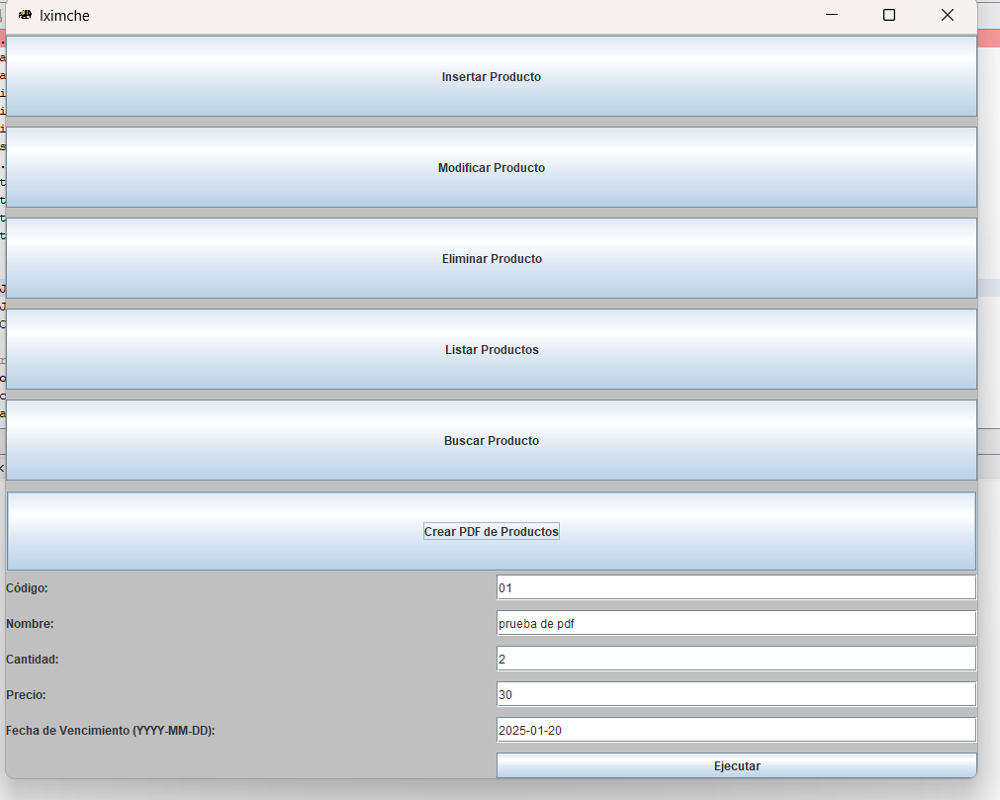 Iximche
Insertar Producto
Modificar Producto
Eliminar Producto
Listar Productos
Buscar Producto
Crear PDF de Productos
Código:
01
Nombre:
prueba de pdf
Cantidad:
2
Precio:
30
Fecha de Vencimiento (YYYY-MM-DD):
2025-01-20
Ejecutar